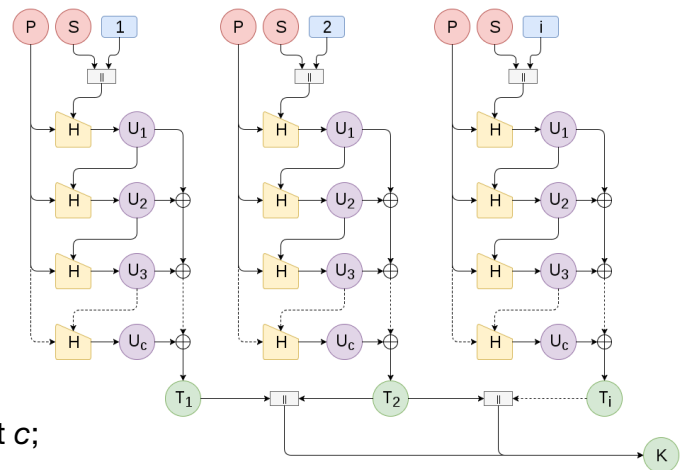 P S 1 P S 2 P S i
|| || ||
H U1 H U1 H U1
H U2 H U2 H U2
H U3 H U3 H U3
H Uc H Uc H Uc
T1 || T2 || Ti
t c;
K